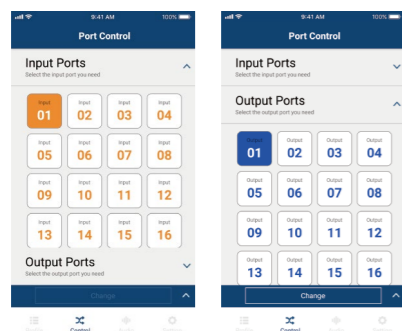 9:41 AM 100%
Port Control
Input Ports
Select the input port you need
Input Input Input Input
01 02 03 04
Input Input Input Input
05 06 07 08
Input Input Input Input
09 10 11 12
Input Input Input Input
13 14 15 16
Output Ports
Select the output port you need
Change
Control
9:41 AM 100%
Port Control
Input Ports
Select the input port you need
Output Ports
Select the output port you need
Output Output Output Output
01 02 03 04
Output Output Output Output
05 06 07 08
Output Output Output Output
09 10 11 12
Output Output Output Output
13 14 15 16
Change
Control